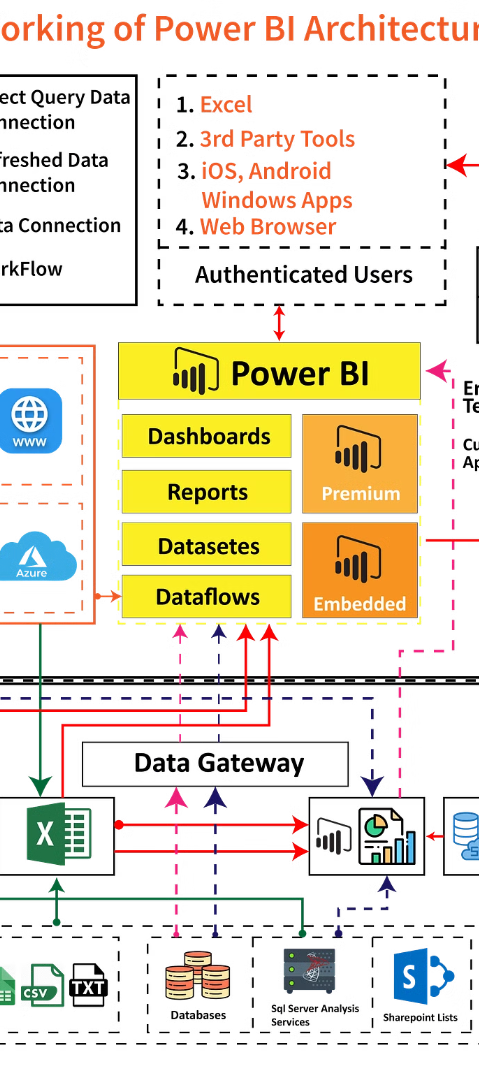 orking of Power BI Architectur
ect Query Data
nnection
freshed Data
nnection
ta Connection
rkFlow
1. Excel
2. 3rd Party Tools
3. iOS, Android
Windows Apps
4. Web Browser
Authenticated Users
Power BI
Dashboards
Reports
Datasetes
Dataflows
Premium
Embedded
WWW
Azure
En
Te
Cu
Ap
Data Gateway
X
CSV
TXT
Databases
Sql Server Analysis
Services
S
Sharepoint Lists